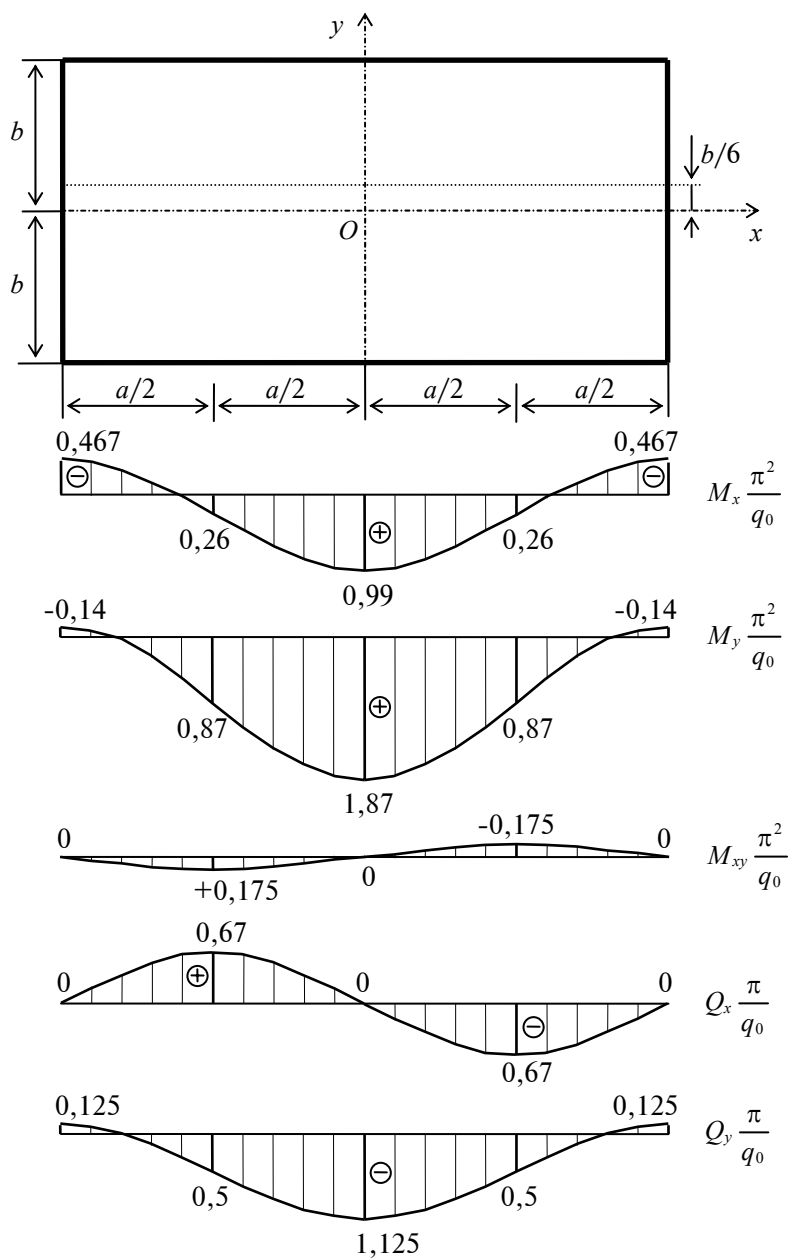 y
b
b/6
O
x
b
a/2 a/2 a/2 a/2
0,467 0,467
⊖ ⊖
M_x π²/q₀
0,26 ⊕ 0,26
0,99
-0,14 -0,14
M_y π²/q₀
⊕
0,87 0,87
1,87
0 -0,175 0
M_xy π²/q₀
+0,175 0
0,67
0 ⊕ 0 0
Q_x π/q₀
⊖
0,67
0,125 0,125
Q_y π/q₀
⊖
0,5 0,5
1,125